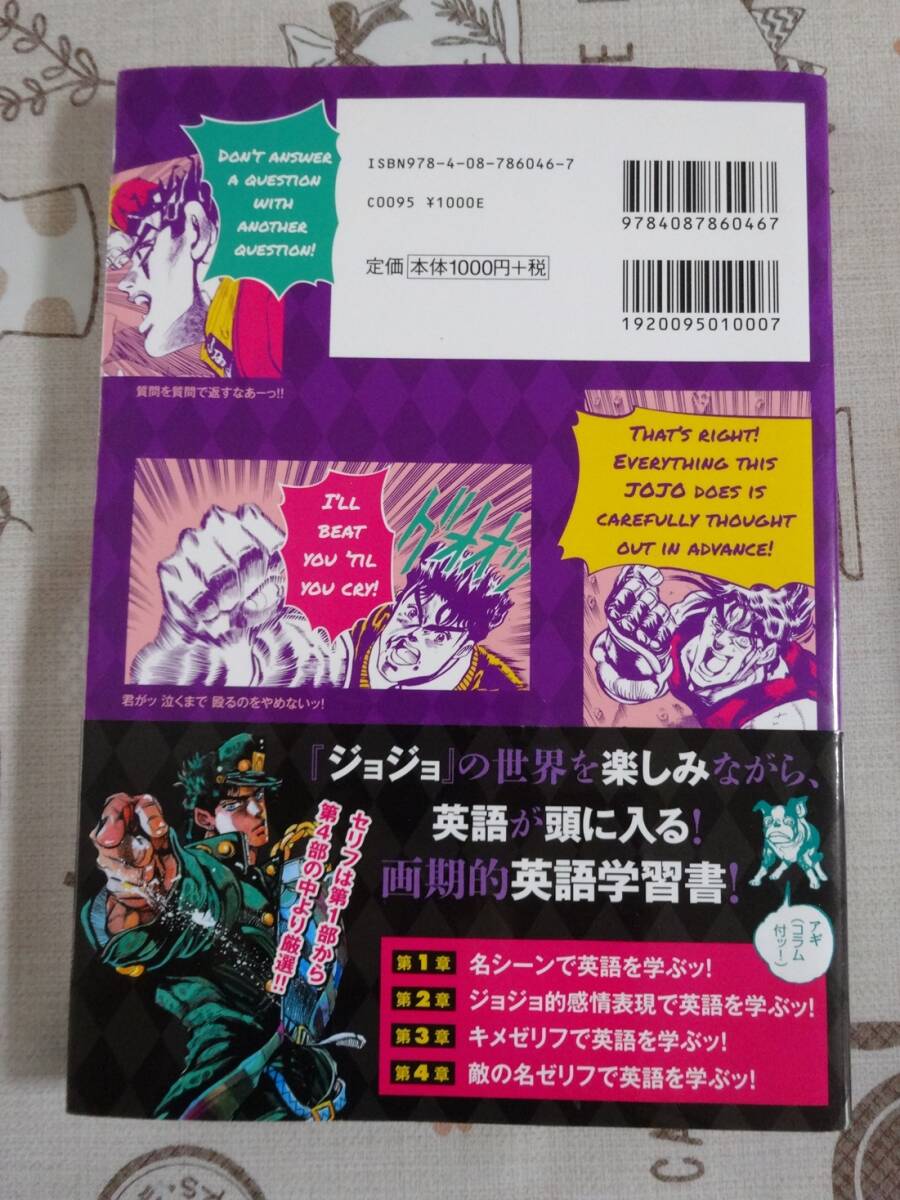 DON'T ANSWER
A QUESTION
WITH
ANOTHER
QUESTION!
質問を質問で返すなあーっ!!
ISBN978-4-08-786046-7
C0095 ¥1000E
定価 本体1000円+税
9784087860467
1920095010007
I'LL
BEAT
YOU 'TIL
YOU CRY!
グオオッ
君がッ 泣くまで 殴るのをやめないッ!
THAT'S RIGHT!
EVERYTHING THIS
JOJO DOES IS
CAREFULLY THOUGHT
OUT IN ADVANCE!
『ジョジョ』の世界を楽しみながら、
英語が頭に入る!
画期的英語学習書!
セリフは第1部から
第4部の中より厳選!!
アギ
(コラム
付ッ!)
第1章 名シーンで英語を学ぶッ!
第2章 ジョジョ的感情表現で英語を学ぶッ!
第3章 キメゼリフで英語を学ぶッ!
第4章 敵の名ゼリフで英語を学ぶッ!